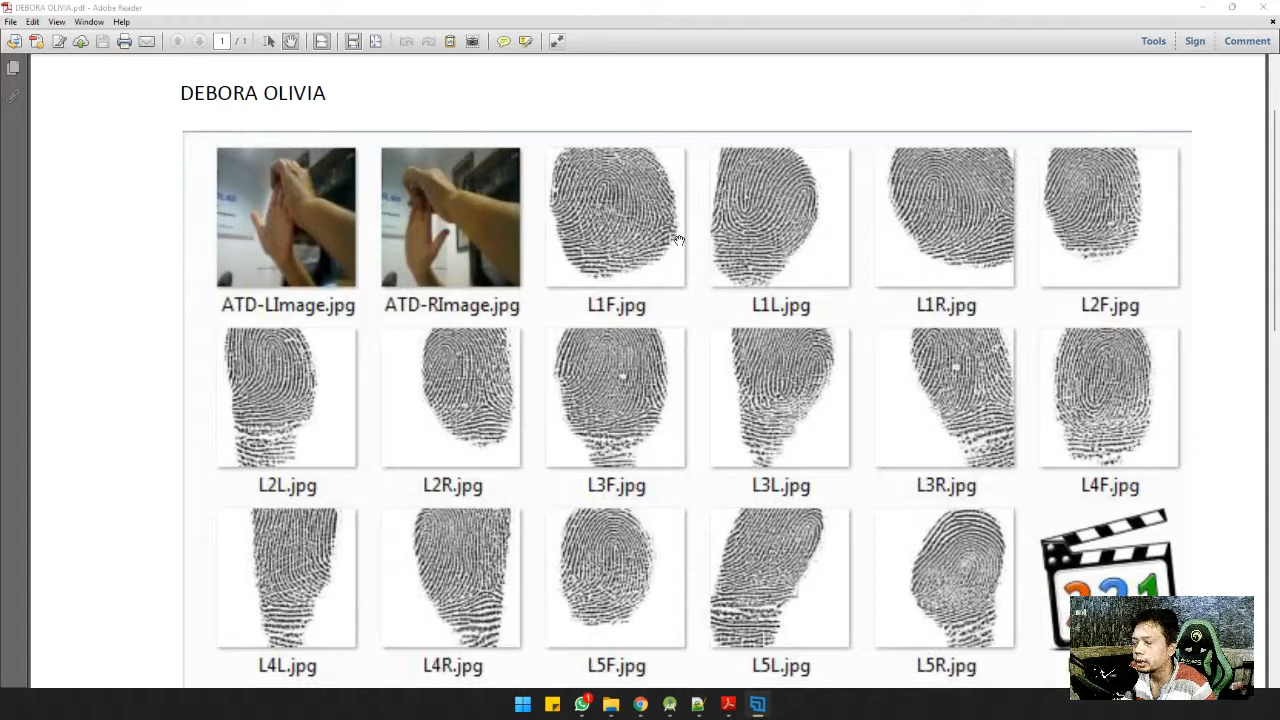 DEBORA OLIVIA.pdf - Adobe Reader
File Edit View Window Help
1 / 1 Tools Sign Comment
DEBORA OLIVIA
ATD-LImage.jpg ATD-RImage.jpg L1F.jpg L1L.jpg L1R.jpg L2F.jpg
L2L.jpg L2R.jpg L3F.jpg L3L.jpg L3R.jpg L4F.jpg
L4L.jpg L4R.jpg L5F.jpg L5L.jpg L5R.jpg
321
1